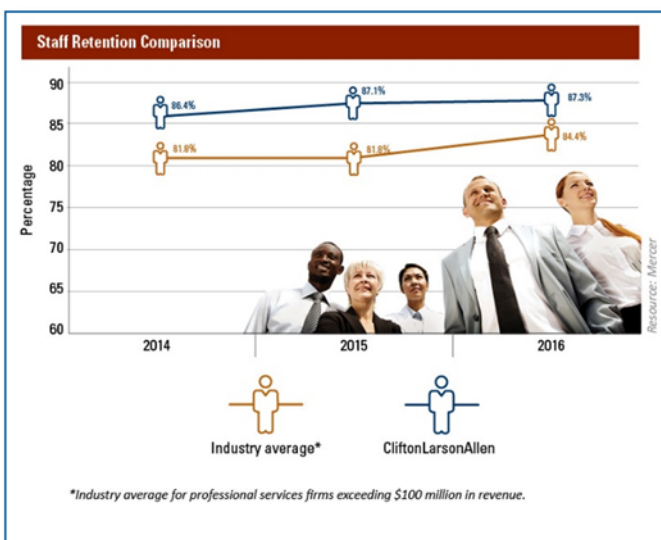 Staff Retention Comparison
Percentage
90
85
80
75
70
65
60
86.4%
87.1%
87.3%
81.8%
81.8%
84.4%
2014
2015
2016
Resource: Mercer
Industry average*
CliftonLarsonAllen
*Industry average for professional services firms exceeding $100 million in revenue.